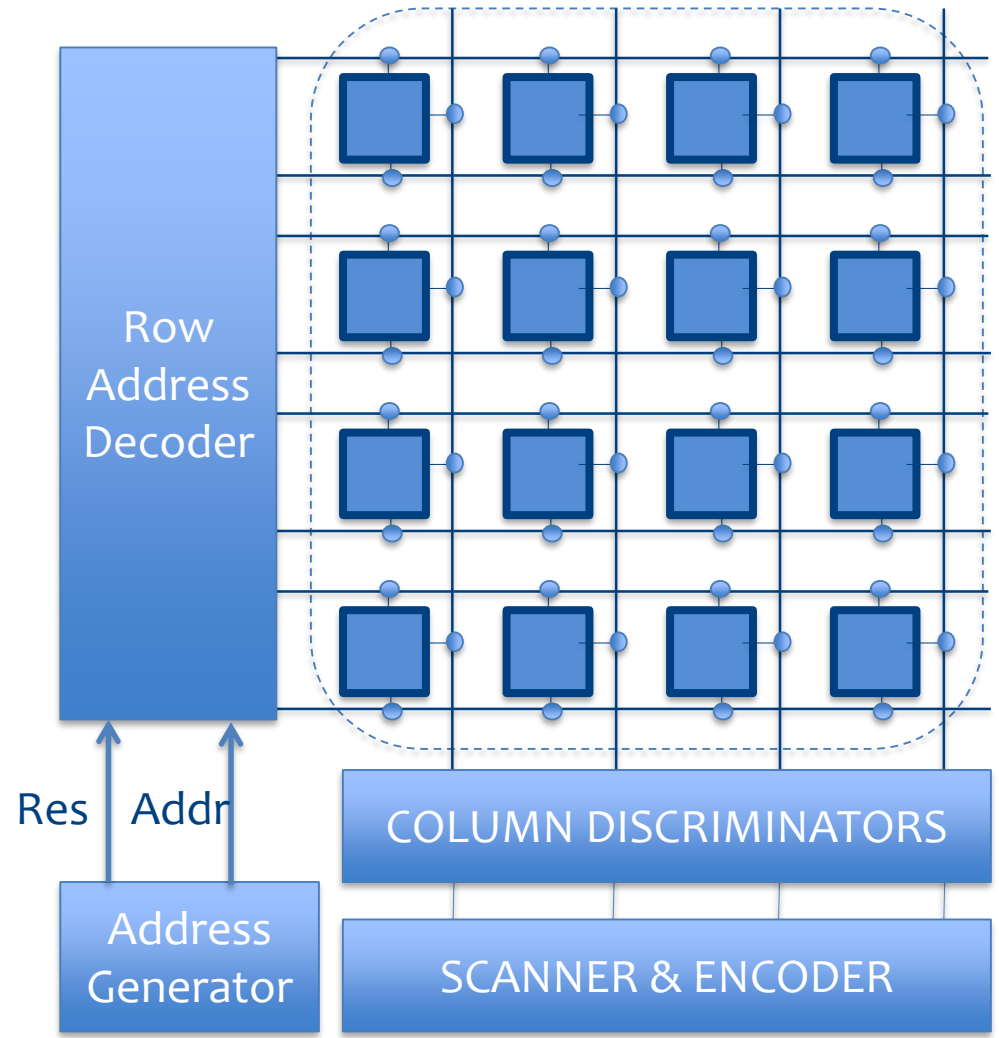 Row
Address
Decoder
Res
Addr
COLUMN DISCRIMINATORS
Address
Generator
SCANNER & ENCODER